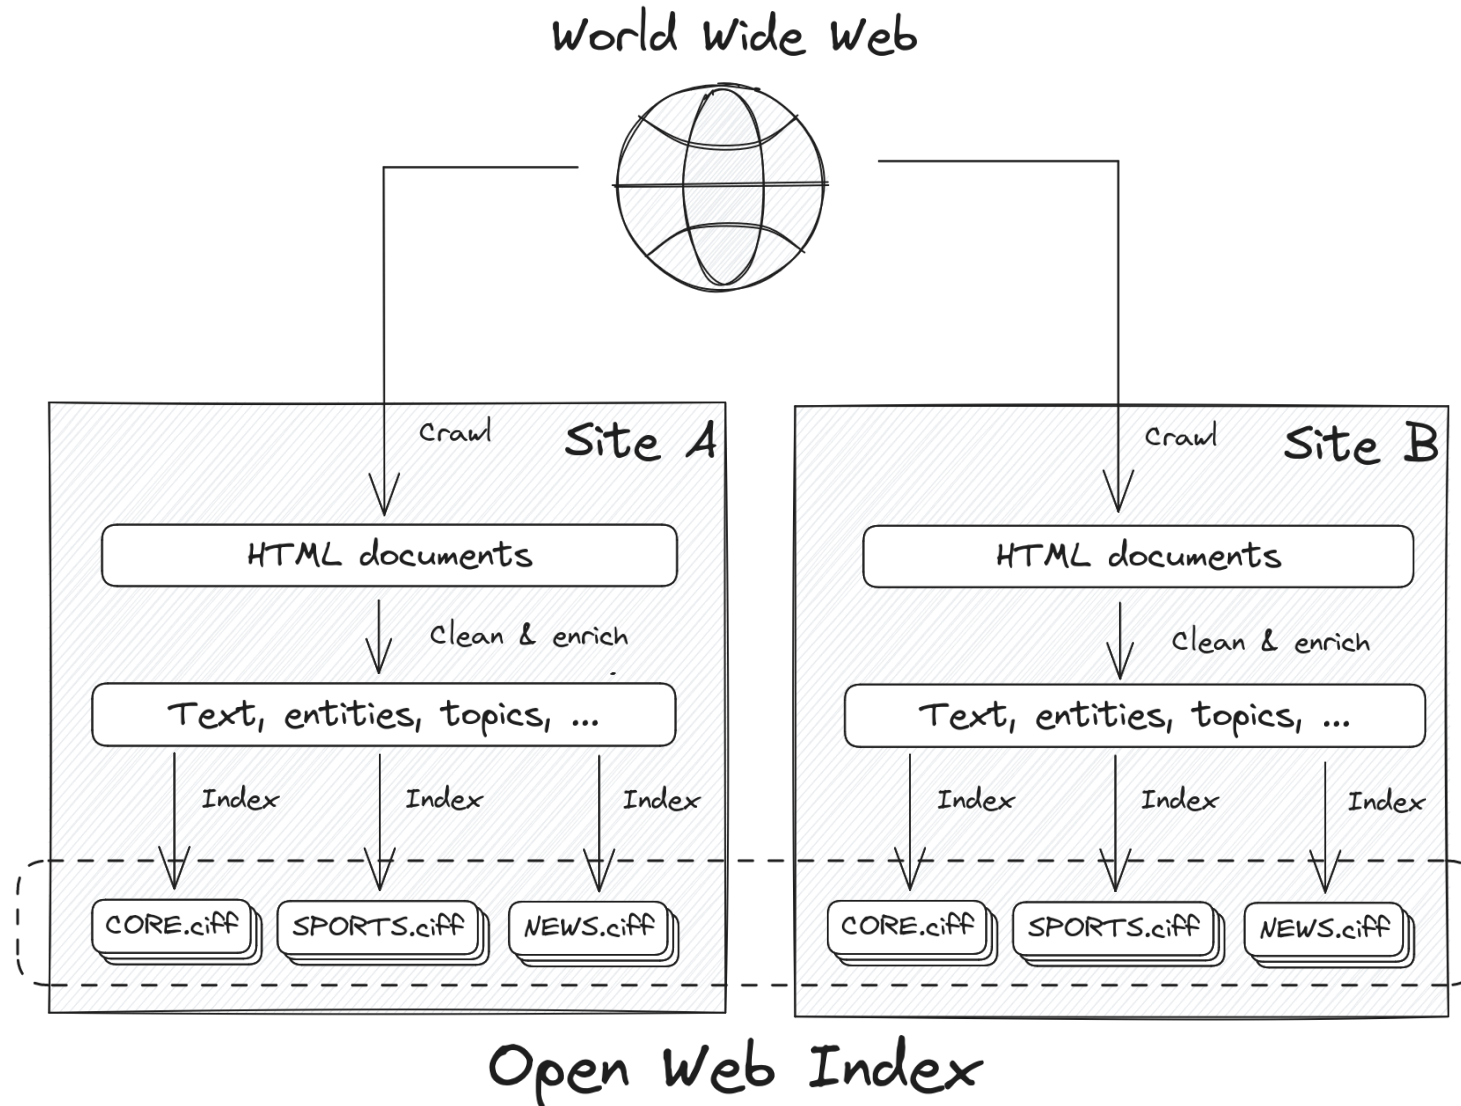 World Wide Web
Crawl
Site A
HTML documents
Clean & enrich
Text, entities, topics, ...
Index
Index
Index
CORE.ciff
SPORTS.ciff
NEWS.ciff
Crawl
Site B
HTML documents
Clean & enrich
Text, entities, topics, ...
Index
Index
Index
CORE.ciff
SPORTS.ciff
NEWS.ciff
Open Web Index